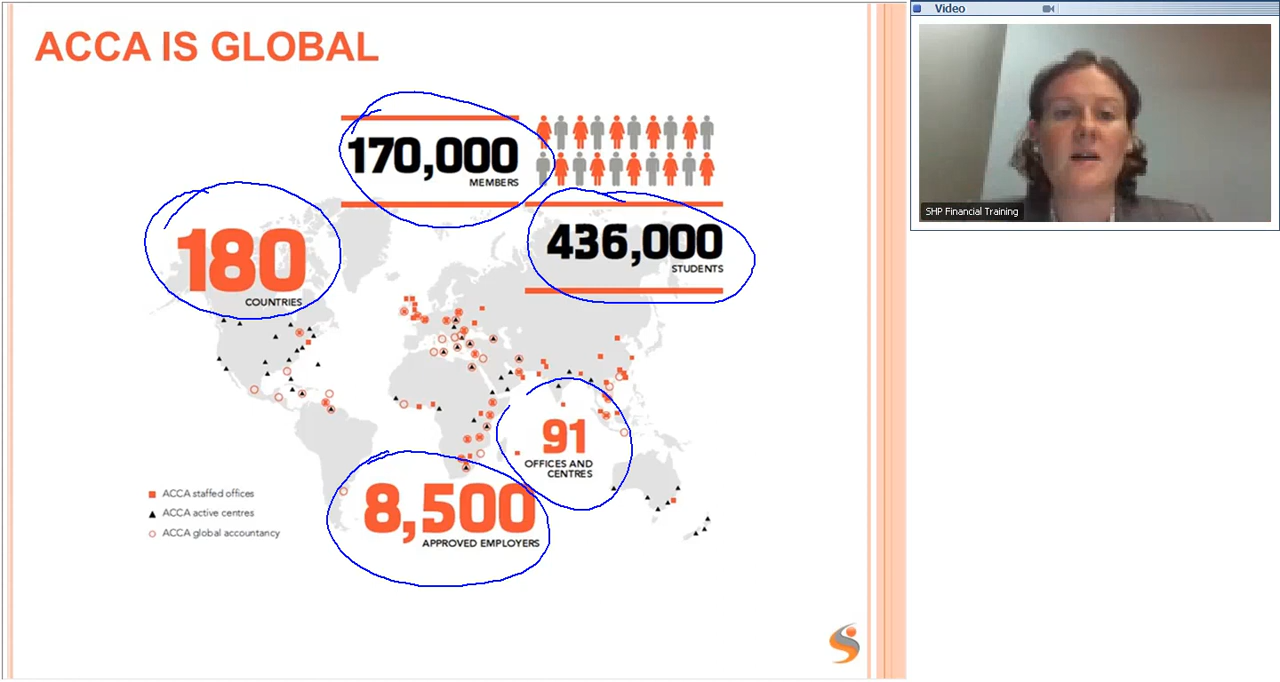 ACCA IS GLOBAL
170,000
MEMBERS
436,000
STUDENTS
180
COUNTRIES
91
OFFICES AND
CENTRES
8,500
APPROVED EMPLOYERS
ACCA staffed offices
ACCA active centres
ACCA global accountancy
Video
SHP Financial Training